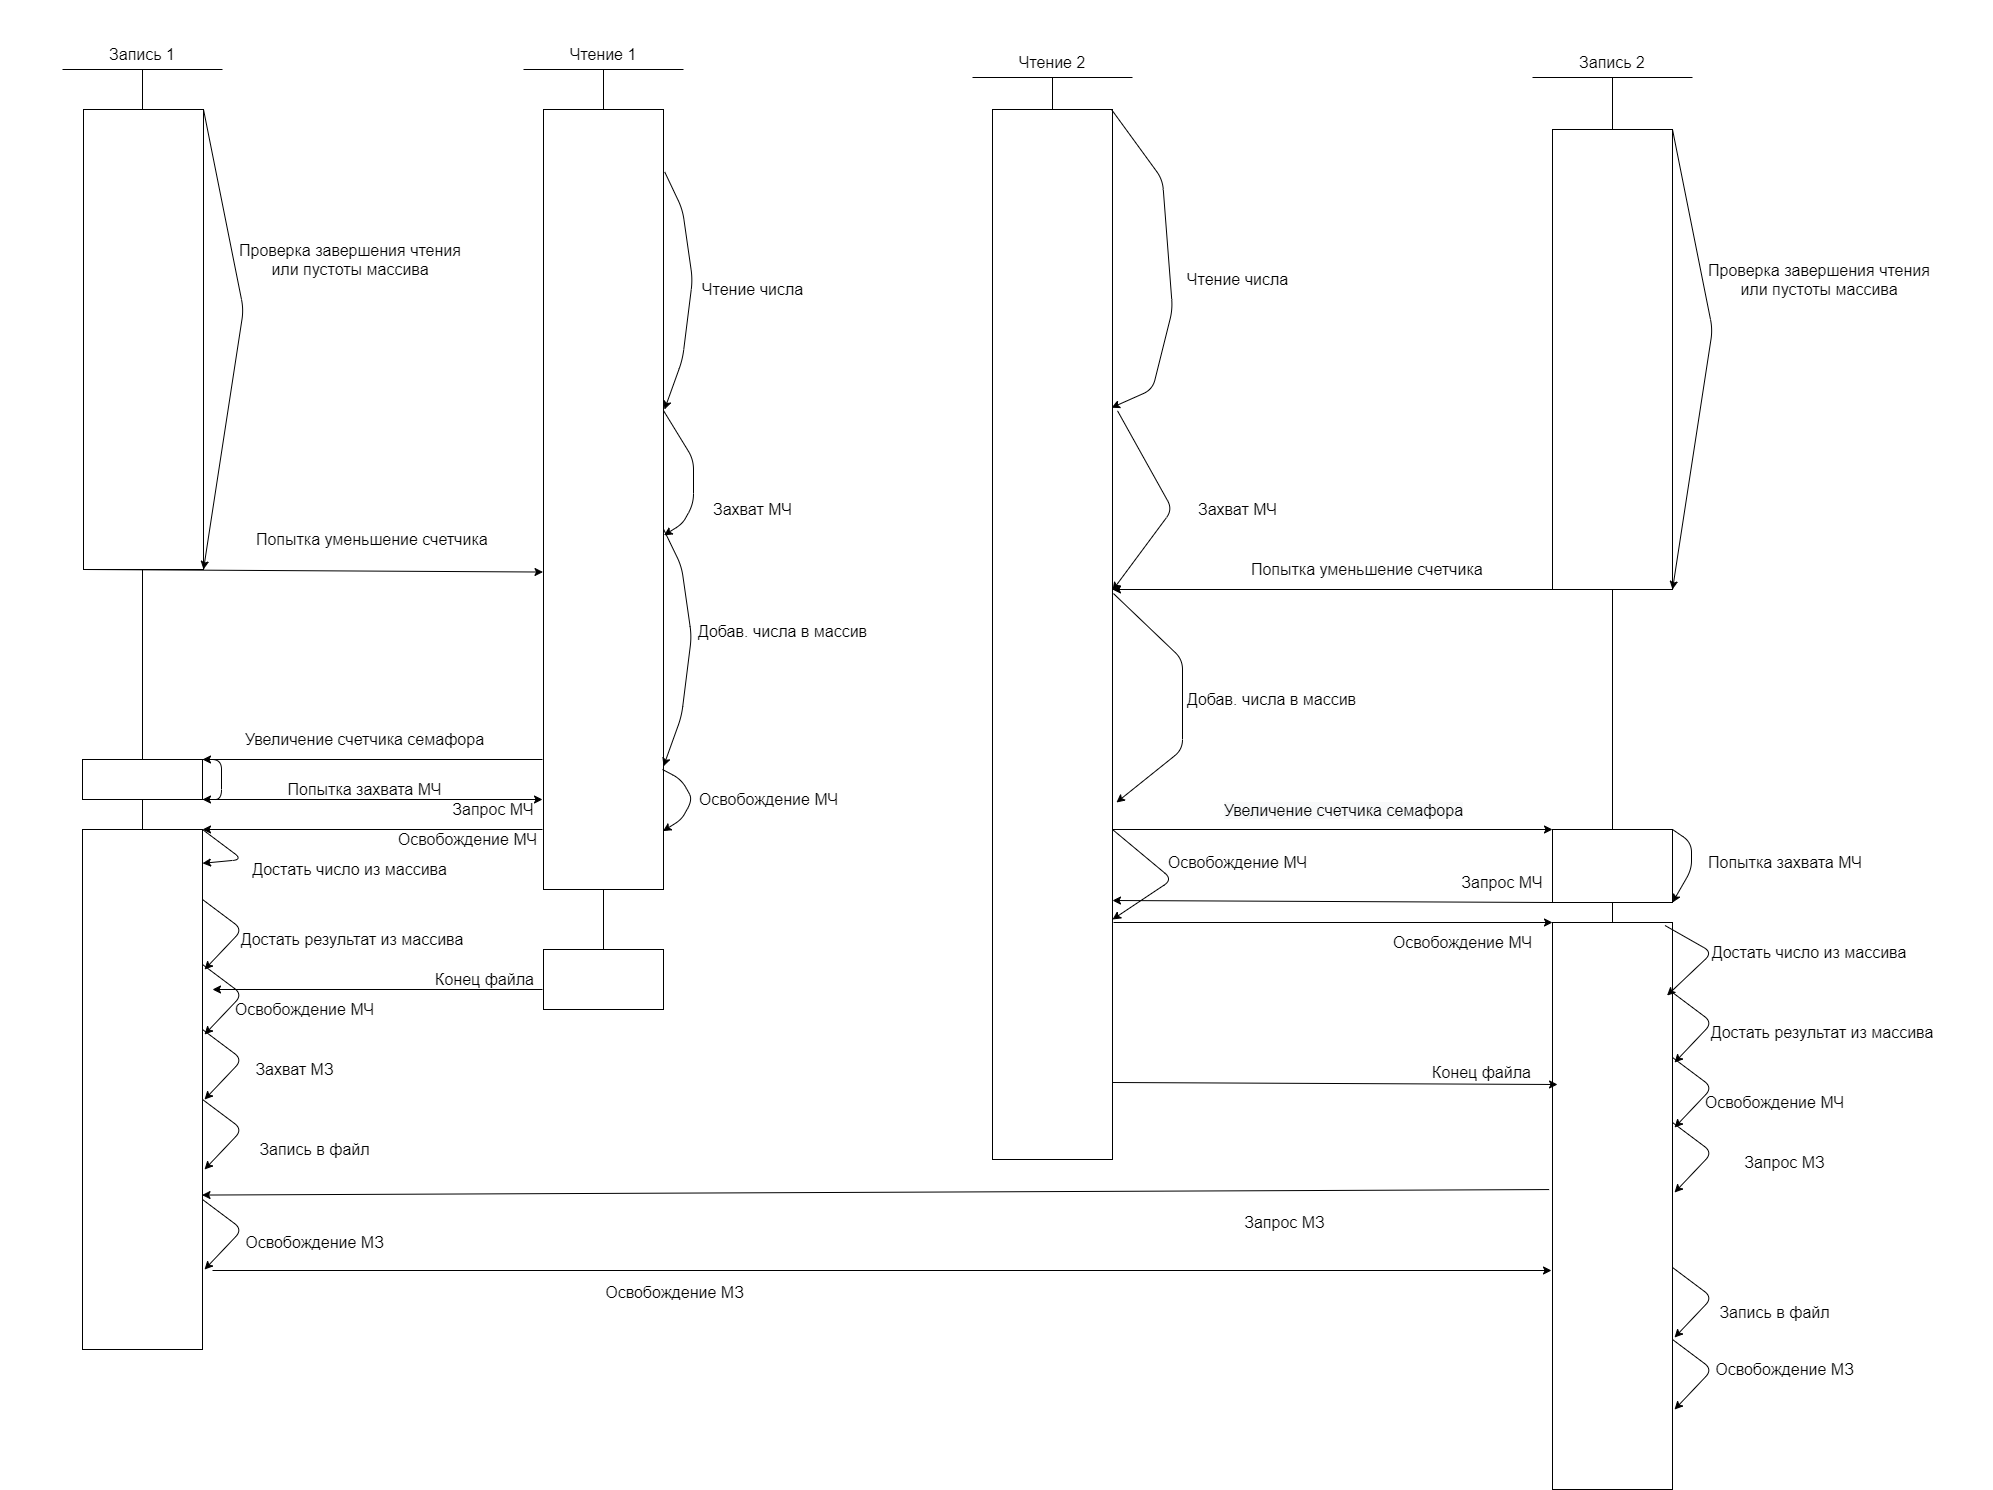 Запись 1
Чтение 1
Чтение 2
Запись 2
Проверка завершения чтения
или пустоты массива
Чтение числа
Чтение числа
Проверка завершения чтения
или пустоты массива
Захват МЧ
Захват МЧ
Попытка уменьшение счетчика
Попытка уменьшение счетчика
Добав. числа в массив
Добав. числа в массив
Увеличение счетчика семафора
Попытка захвата МЧ
Освобождение МЧ
Запрос МЧ
Увеличение счетчика семафора
Освобождение МЧ
Достать число из массива
Освобождение МЧ
Попытка захвата МЧ
Запрос МЧ
Достать результат из массива
Освобождение МЧ
Достать число из массива
Конец файла
Освобождение МЧ
Достать результат из массива
Захват МЗ
Конец файла
Освобождение МЧ
Запись в файл
Запрос МЗ
Запрос МЗ
Освобождение МЗ
Освобождение МЗ
Запись в файл
Освобождение МЗ